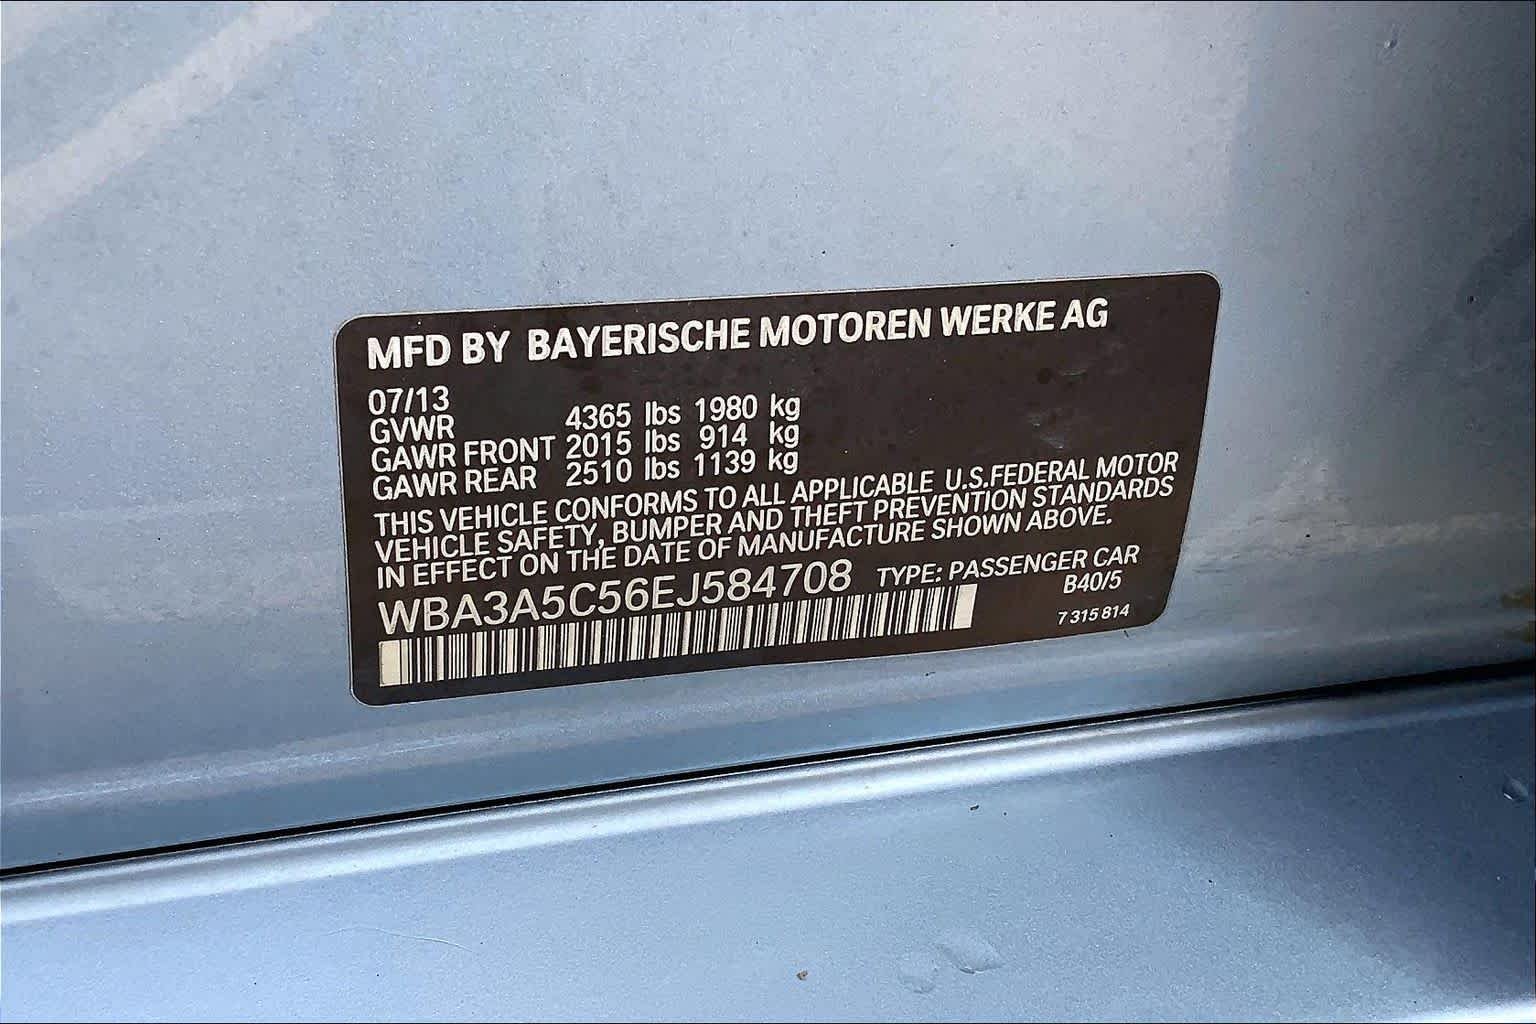 MFD BY BAYERISCHE MOTOREN WERKE AG
07/13
GVWR 4365 lbs 1980 kg
GAWR FRONT 2015 lbs 914 kg
GAWR REAR 2510 lbs 1139 kg
THIS VEHICLE CONFORMS TO ALL APPLICABLE U.S.FEDERAL MOTOR
VEHICLE SAFETY, BUMPER AND THEFT PREVENTION STANDARDS
IN EFFECT ON THE DATE OF MANUFACTURE SHOWN ABOVE.
WBA3A5C56EJ584708 TYPE: PASSENGER CAR
B40/5
7 315 814